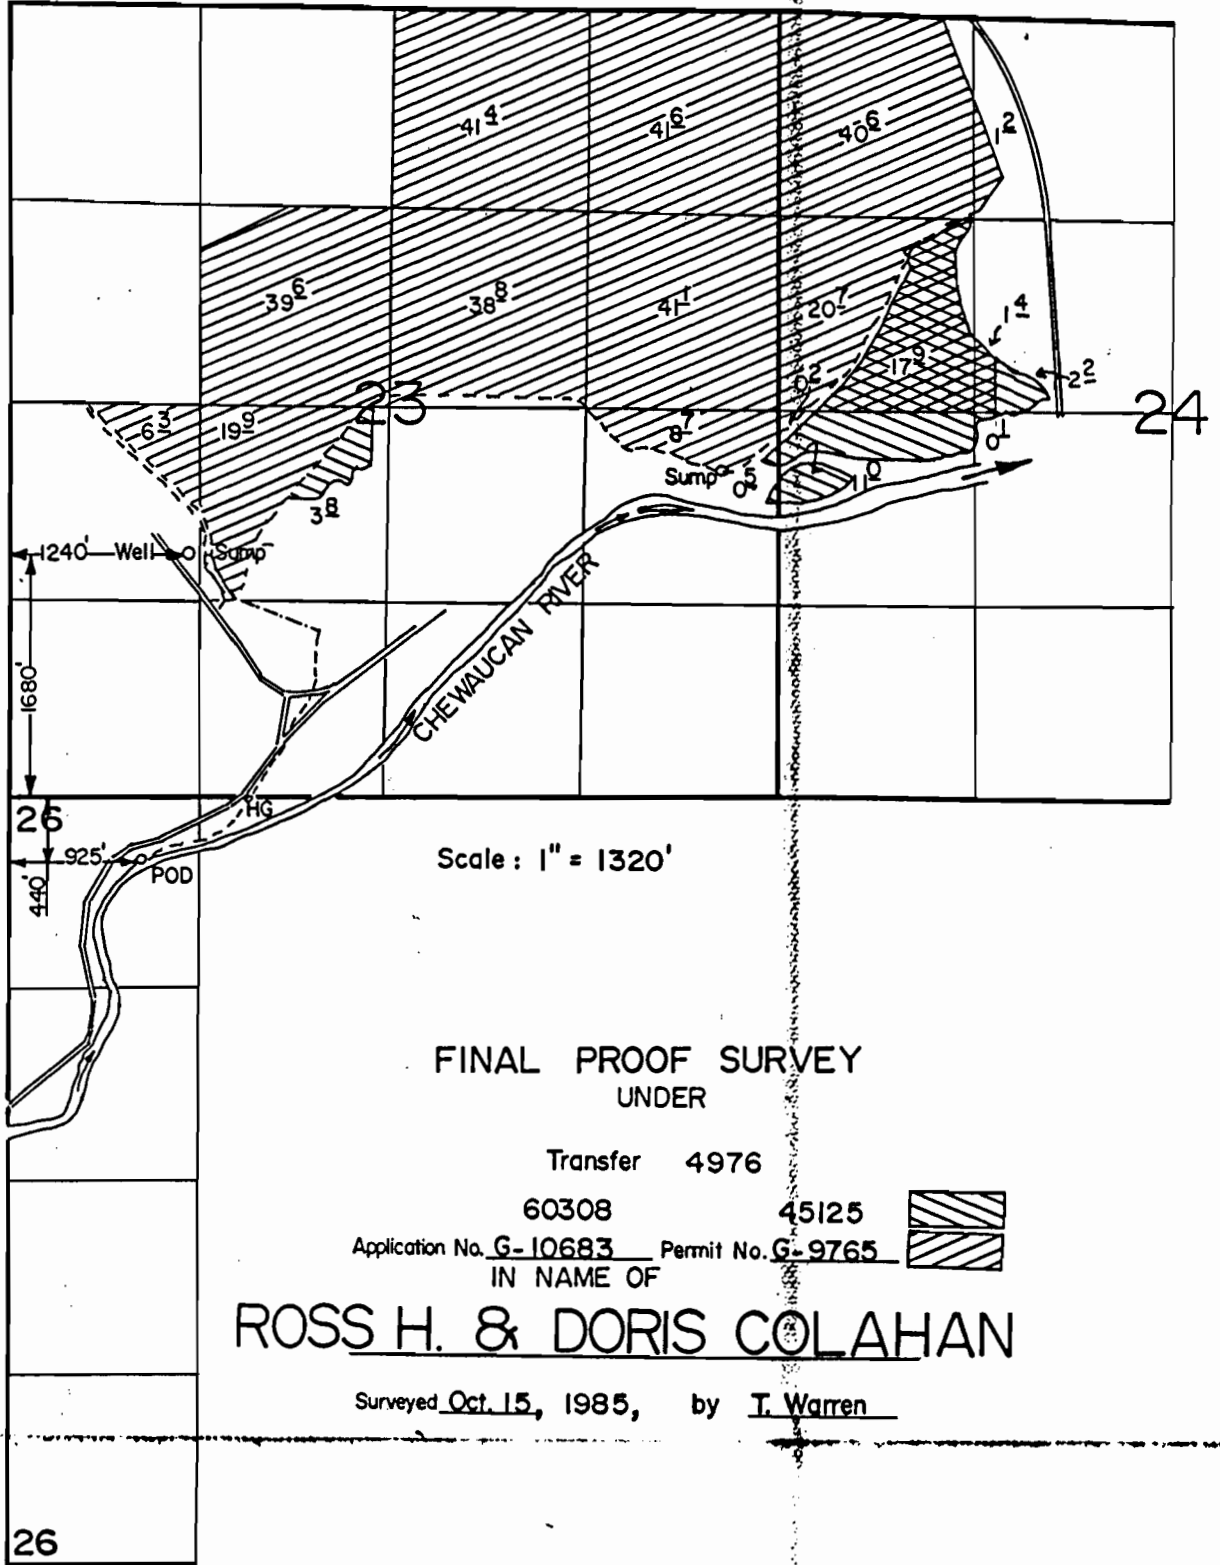 41 4
41 6
40 6
1 2
39 6
38 8
41 1
20 7
1 4
0 2
17 9
2 2
23
24
6 3
19 9
8 7
0 1
Sump
0 5
11 0
3 8
1240'
Well
Sump
1680'
CHEWAUCAN RIVER
HG
26
925'
POD
440'
Scale : 1" = 1320'
FINAL PROOF SURVEY
UNDER
Transfer 4976
60308 45125
Application No. G-10683 Permit No. G-9765
IN NAME OF
ROSS H. & DORIS COLAHAN
Surveyed Oct. 15, 1985, by T. Warren
26